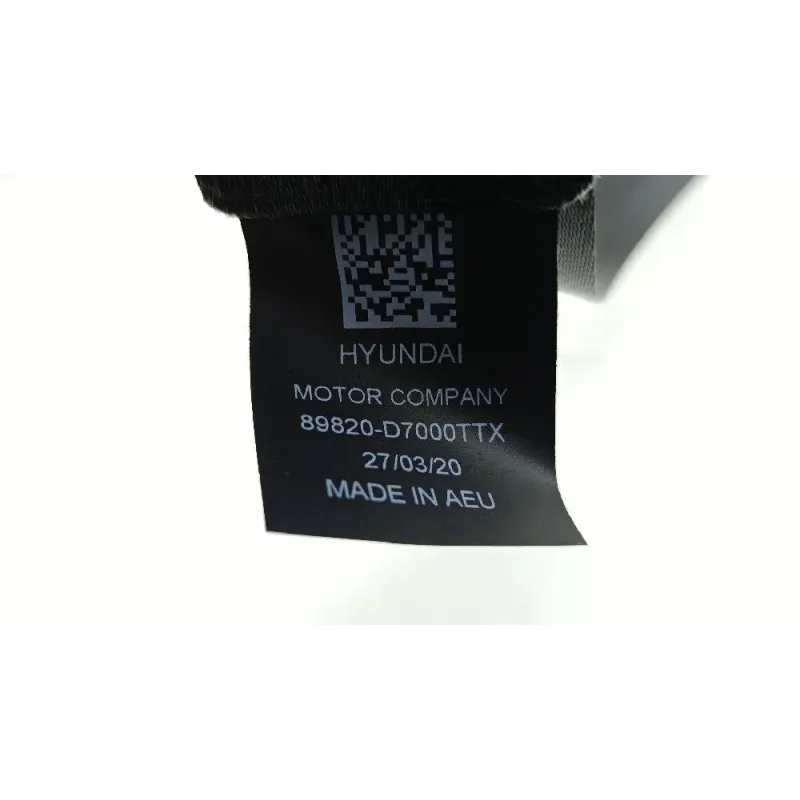 HYUNDAI
MOTOR COMPANY
89820-D7000TTX
27/03/20
MADE IN AEU